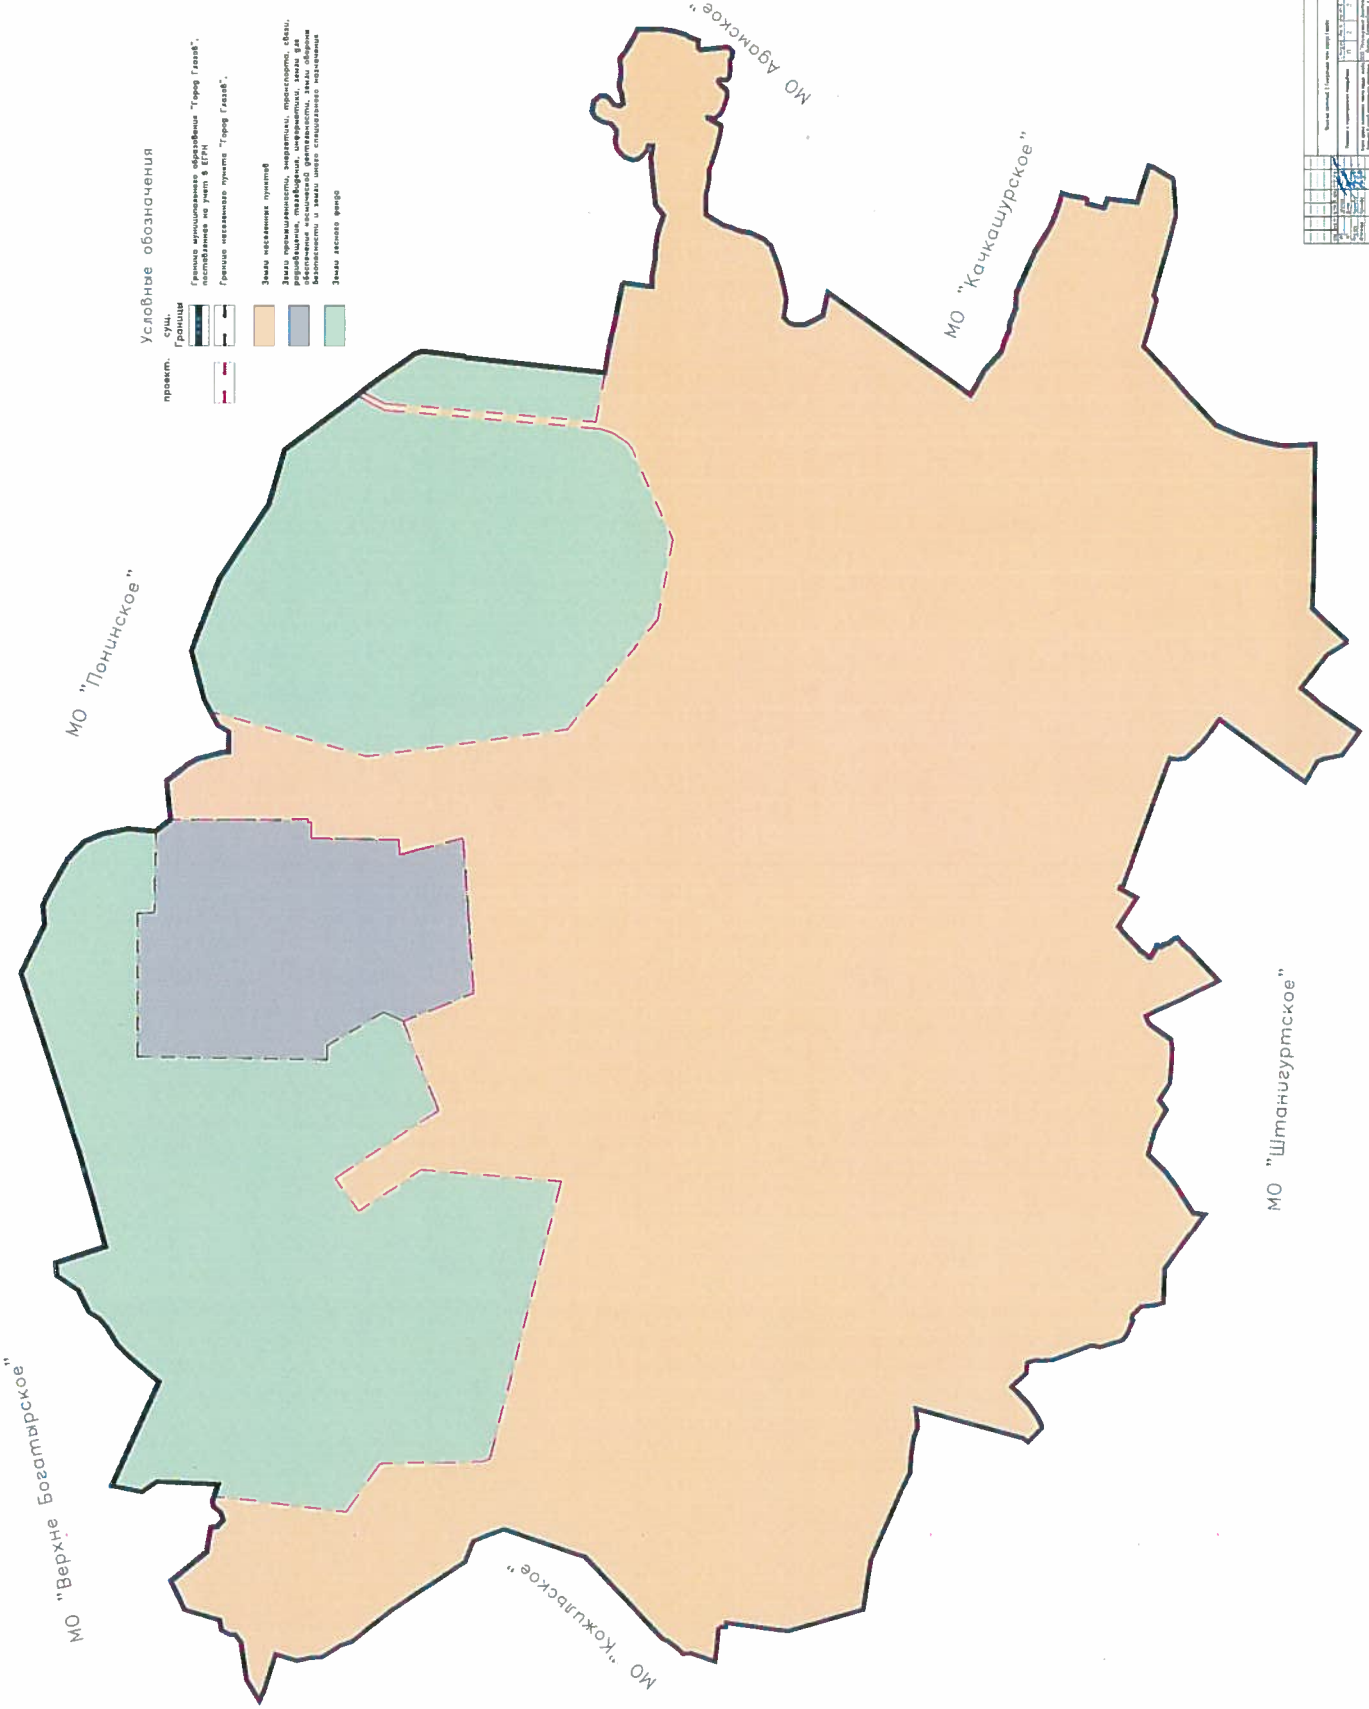 Условные обозначения
проект.
сущ.
Границы
Граница муниципального образования "Город Глазов",
поставленная на учет в ЕГРН
Граница населенного пункта "Город Глазов".
Земли населенных пунктов
Земли промышленности, энергетики, транспорта, связи,
радиовещания, телевидения, информатики, земли для
обеспечения космической деятельности, земли обороны
безопасности и земли иного специального назначения
Земли лесного фонда
МО "Адамское"
МО "Качкашурское"
МО "Понинское"
МО "Штанигуртское"
МО "Верхне Богатырское"
МО "Кожильское"